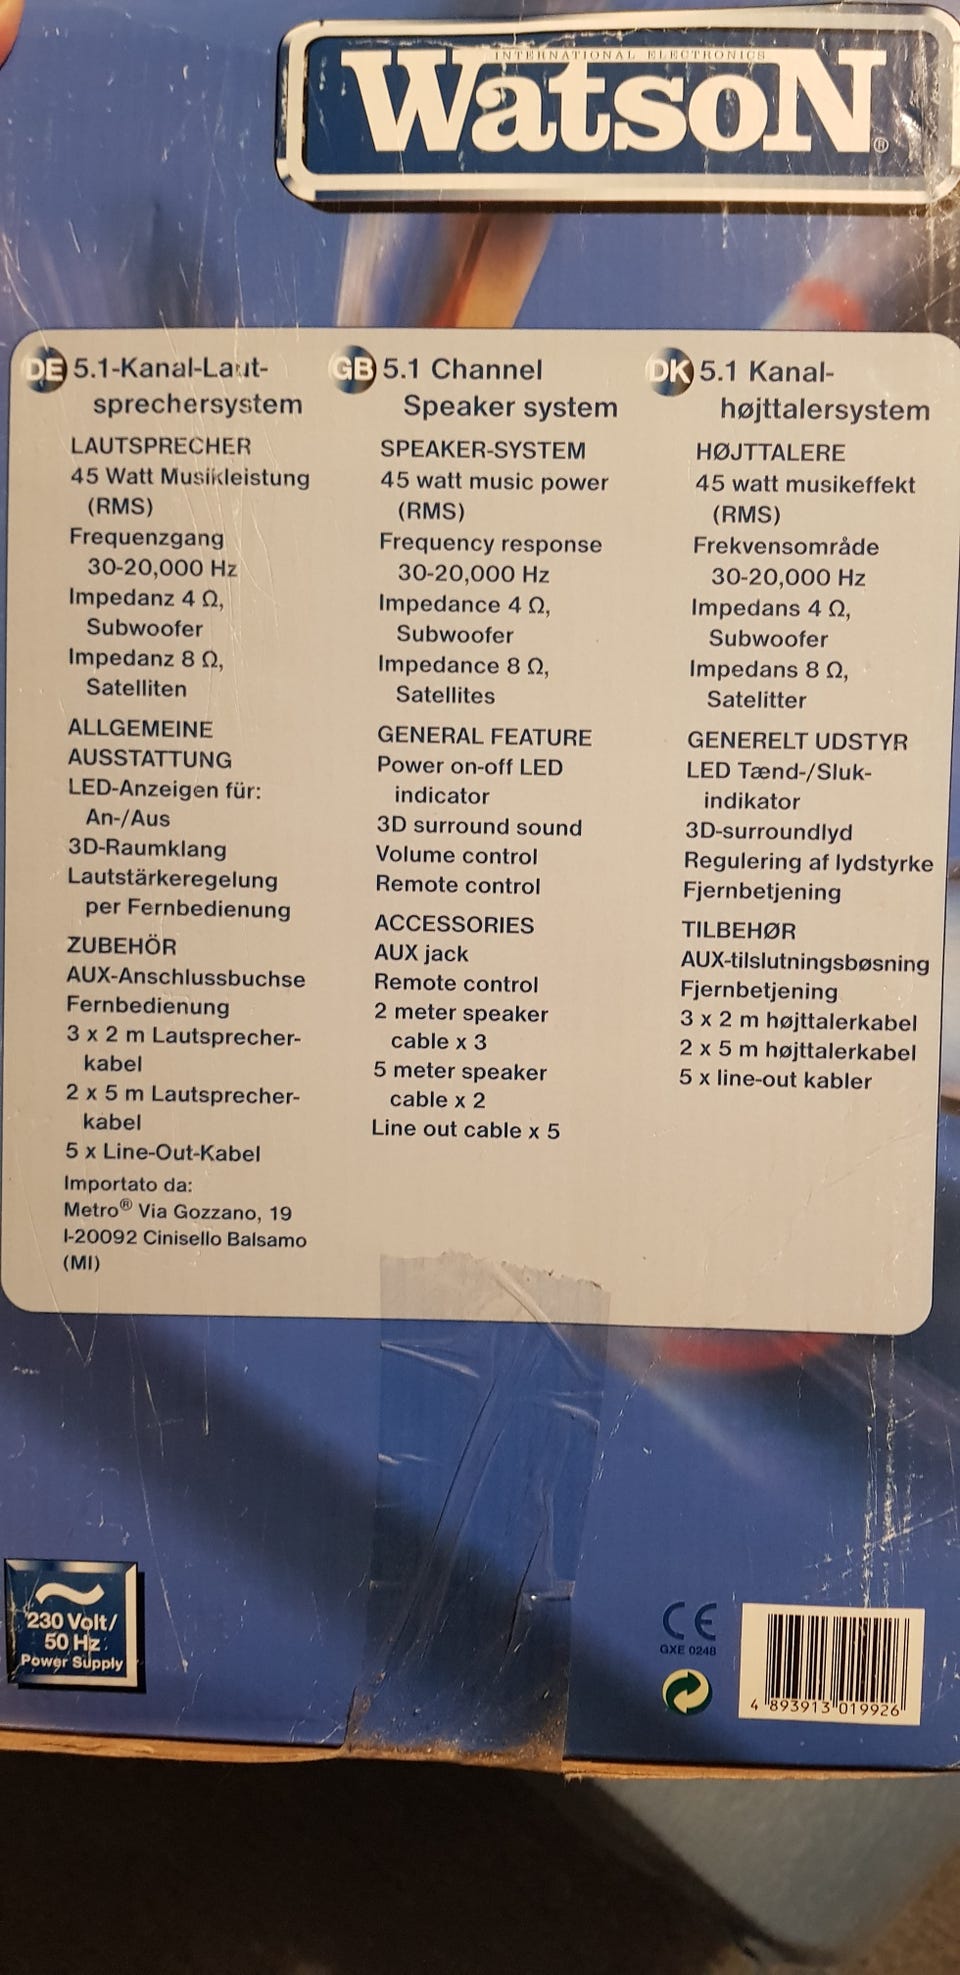 INTERNATIONAL ELECTRONICS
WatsoN®
DE 5.1-Kanal-Laut-
sprechersystem
LAUTSPRECHER
45 Watt Musikleistung
(RMS)
Frequenzgang
30-20,000 Hz
Impedanz 4 Ω,
Subwoofer
Impedanz 8 Ω,
Satelliten
ALLGEMEINE
AUSSTATTUNG
LED-Anzeigen für:
An-/Aus
3D-Raumklang
Lautstärkeregelung
per Fernbedienung
ZUBEHÖR
AUX-Anschlussbuchse
Fernbedienung
3 x 2 m Lautsprecher-
kabel
2 x 5 m Lautsprecher-
kabel
5 x Line-Out-Kabel
Importato da:
Metro® Via Gozzano, 19
I-20092 Cinisello Balsamo
(MI)
GB 5.1 Channel
Speaker system
SPEAKER-SYSTEM
45 watt music power
(RMS)
Frequency response
30-20,000 Hz
Impedance 4 Ω,
Subwoofer
Impedance 8 Ω,
Satellites
GENERAL FEATURE
Power on-off LED
indicator
3D surround sound
Volume control
Remote control
ACCESSORIES
AUX jack
Remote control
2 meter speaker
cable x 3
5 meter speaker
cable x 2
Line out cable x 5
DK 5.1 Kanal-
højttalersystem
HØJTTALERE
45 watt musikeffekt
(RMS)
Frekvensområde
30-20,000 Hz
Impedans 4 Ω,
Subwoofer
Impedans 8 Ω,
Satelitter
GENERELT UDSTYR
LED Tænd-/Sluk-
indikator
3D-surroundlyd
Regulering af lydstyrke
Fjernbetjening
TILBEHØR
AUX-tilslutningsbøsning
Fjernbetjening
3 x 2 m højttalerkabel
2 x 5 m højttalerkabel
5 x line-out kabler
230 Volt/
50 Hz
Power Supply
CE
GXE 0248
4 893913 019926